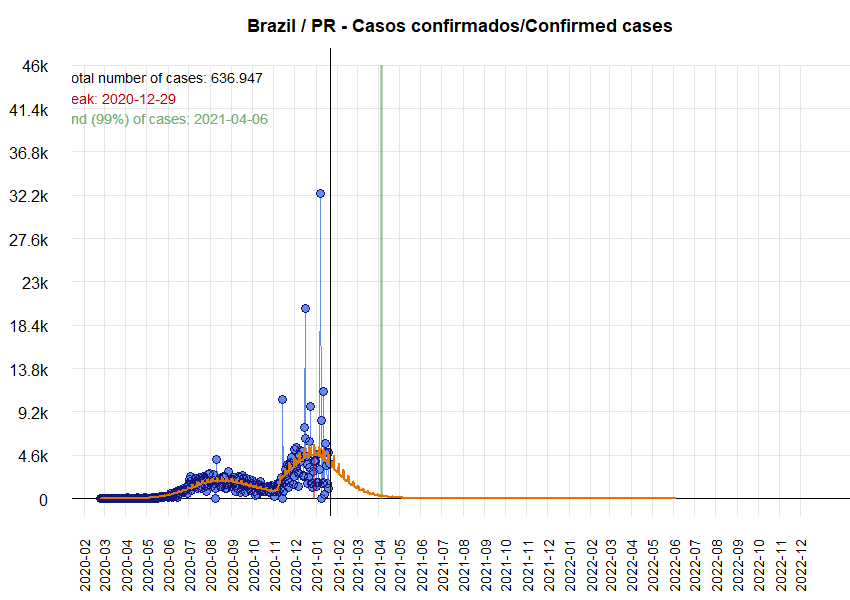 Brazil / PR - Casos confirmados/Confirmed cases
46k
otal number of cases: 636.947
eak: 2020-12-29
41.4k
nd (99%) of cases: 2021-04-06
36.8k
32.2k
27.6k
23k
18.4k
13.8k
9.2k
4.6k
0
2020-02
2020-03
2020-04
2020-05
2020-06
2020-07
2020-08
2020-09
2020-10
2020-11
2020-12
2021-01
2021-02
2021-03
2021-04
2021-05
2021-06
2021-07
2021-08
2021-09
2021-10
2021-11
2021-12
2022-01
2022-02
2022-03
2022-04
2022-05
2022-06
2022-07
2022-08
2022-09
2022-10
2022-11
2022-12